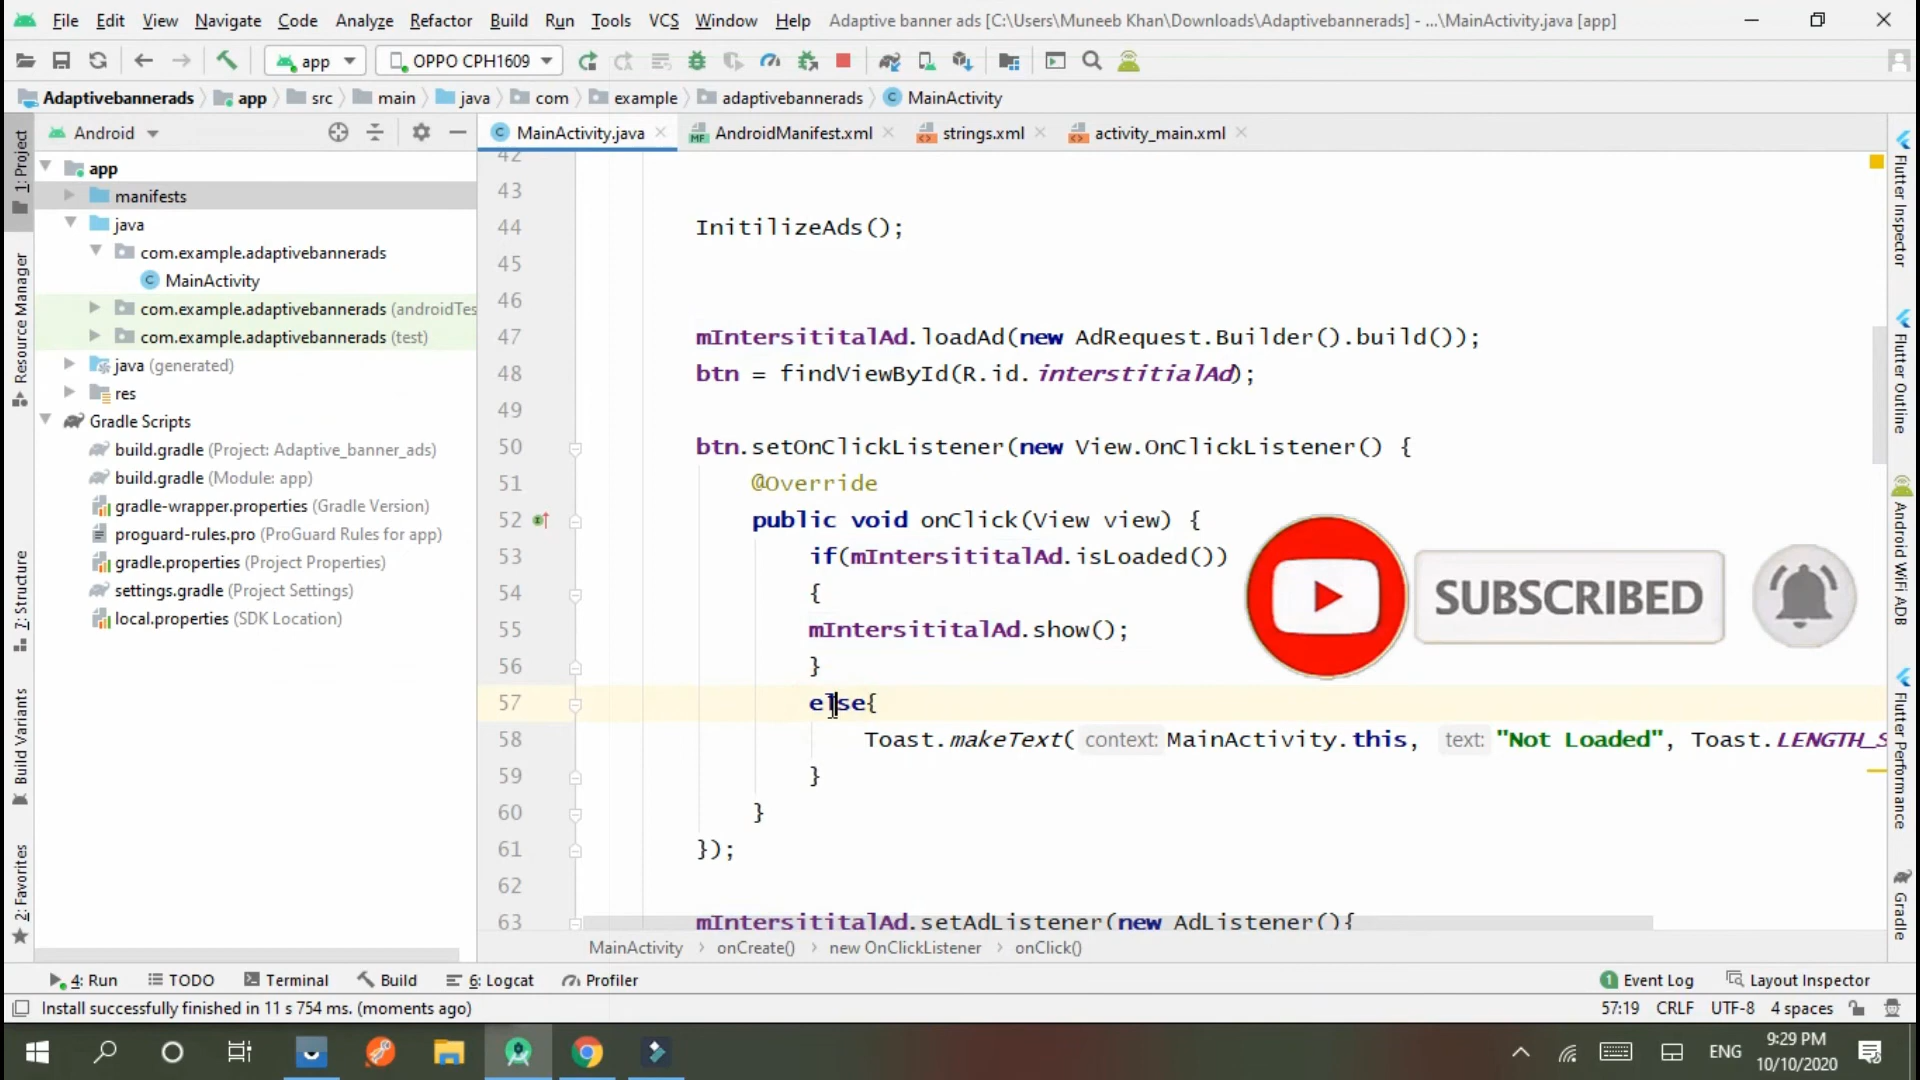 File Edit View Navigate Code Analyze Refactor Build Run Tools VCS Window Help Adaptive banner ads [C:\Users\Muneeb Khan\Downloads\Adaptivebannerads] - ...\MainActivity.java [app]
app OPPO CPH1609
Adaptivebannerads app src main java com example adaptivebannerads MainActivity
Android
MainActivity.java AndroidManifest.xml strings.xml activity_main.xml
1: Project
Resource Manager
7: Structure
Build Variants
2: Favorites
app
manifests
java
com.example.adaptivebannerads
MainActivity
com.example.adaptivebannerads (androidTes
com.example.adaptivebannerads (test)
java (generated)
res
Gradle Scripts
build.gradle (Project: Adaptive_banner_ads)
build.gradle (Module: app)
gradle-wrapper.properties (Gradle Version)
proguard-rules.pro (ProGuard Rules for app)
gradle.properties (Project Properties)
settings.gradle (Project Settings)
local.properties (SDK Location)
42
43
44 InitilizeAds();
45
46
47 mIntersititalAd.loadAd(new AdRequest.Builder().build());
48 btn = findViewById(R.id.interstitialAd);
49
50 btn.setOnClickListener(new View.OnClickListener() {
51 @Override
52 public void onClick(View view) {
53 if(mIntersititalAd.isLoaded())
54 {
55 mIntersititalAd.show();
56 }
57 else{
58 Toast.makeText( context: MainActivity.this, text: "Not Loaded", Toast.LENGTH_S
59 }
60 }
61 });
62
63 mIntersititalAd.setAdListener(new AdListener(){
SUBSCRIBED
Flutter Inspector
Flutter Outline
Android WiFi ADB
Flutter Performance
Gradle
MainActivity onCreate() new OnClickListener onClick()
4: Run TODO Terminal Build 6: Logcat Profiler 1 Event Log Layout Inspector
Install successfully finished in 11 s 754 ms. (moments ago) 57:19 CRLF UTF-8 4 spaces
ENG 9:29 PM
10/10/2020